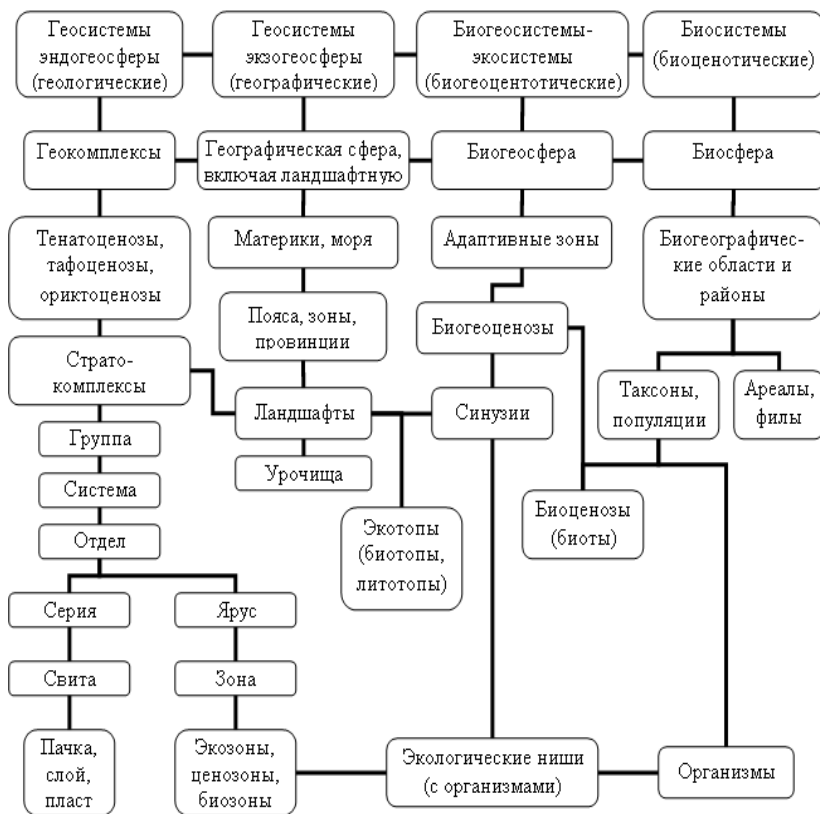 Геосистемы
эндогеосферы
(геологические)
Геосистемы
экзогеосферы
(географические)
Биогеосистемы-
экосистемы
(биогеоцентотические)
Биосистемы
(биоценотические)
Геокомплексы
Географическая сфера,
включая ландшафтную
Биогеосфера
Биосфера
Тенатоценозы,
тафоценозы,
ориктоценозы
Материки, моря
Адаптивные зоны
Биогеографичес-
кие области и
районы
Пояса, зоны,
провинции
Биогеоценозы
Страто-
комплексы
Ландшафты
Синузии
Таксоны,
популяции
Ареалы,
филы
Группа
Урочища
Система
Экотопы
(биотопы,
литотопы)
Биоценозы
(биоты)
Отдел
Серия
Ярус
Свита
Зона
Пачка,
слой,
пласт
Экозоны,
ценозоны,
биозоны
Экологические ниши
(с организмами)
Организмы